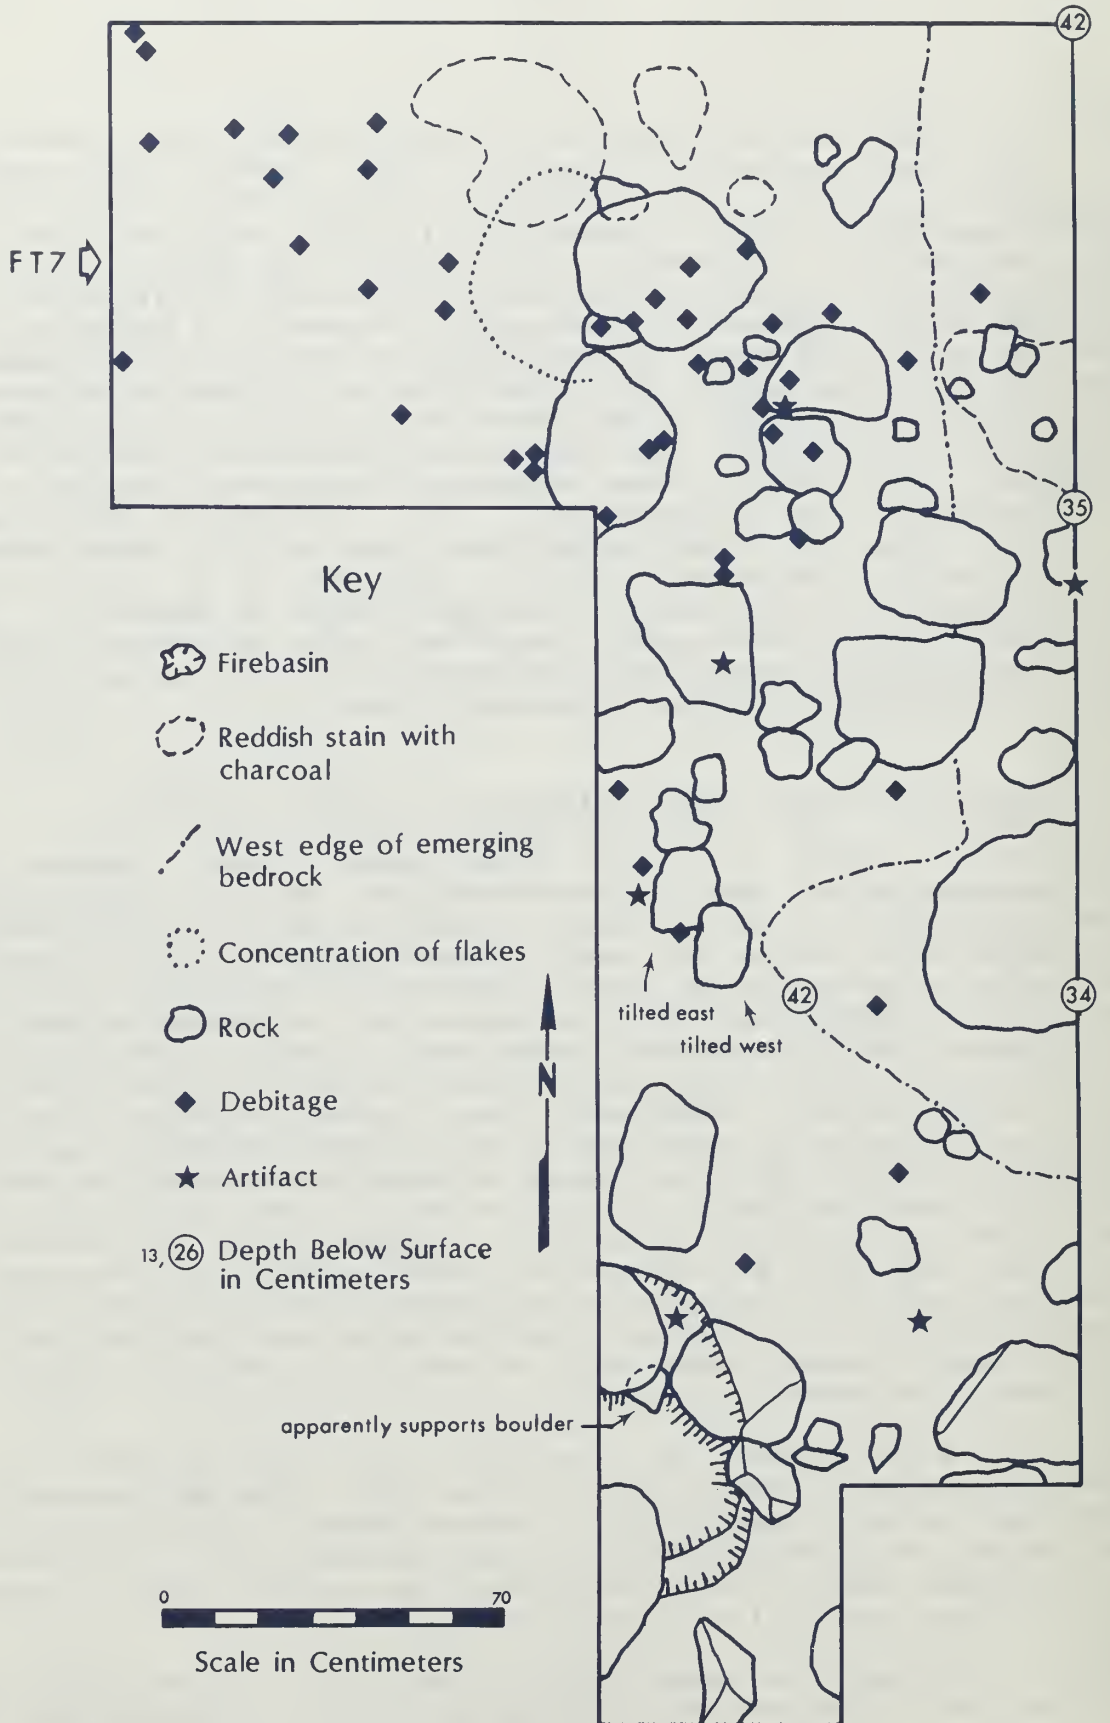 42
FT7
35
Key
Firebasin
Reddish stain with
charcoal
West edge of emerging
bedrock
Concentration of flakes
Rock
Debitage
Artifact
13, 26 Depth Below Surface
in Centimeters
N
tilted east
tilted west
42
34
apparently supports boulder
0 70
Scale in Centimeters